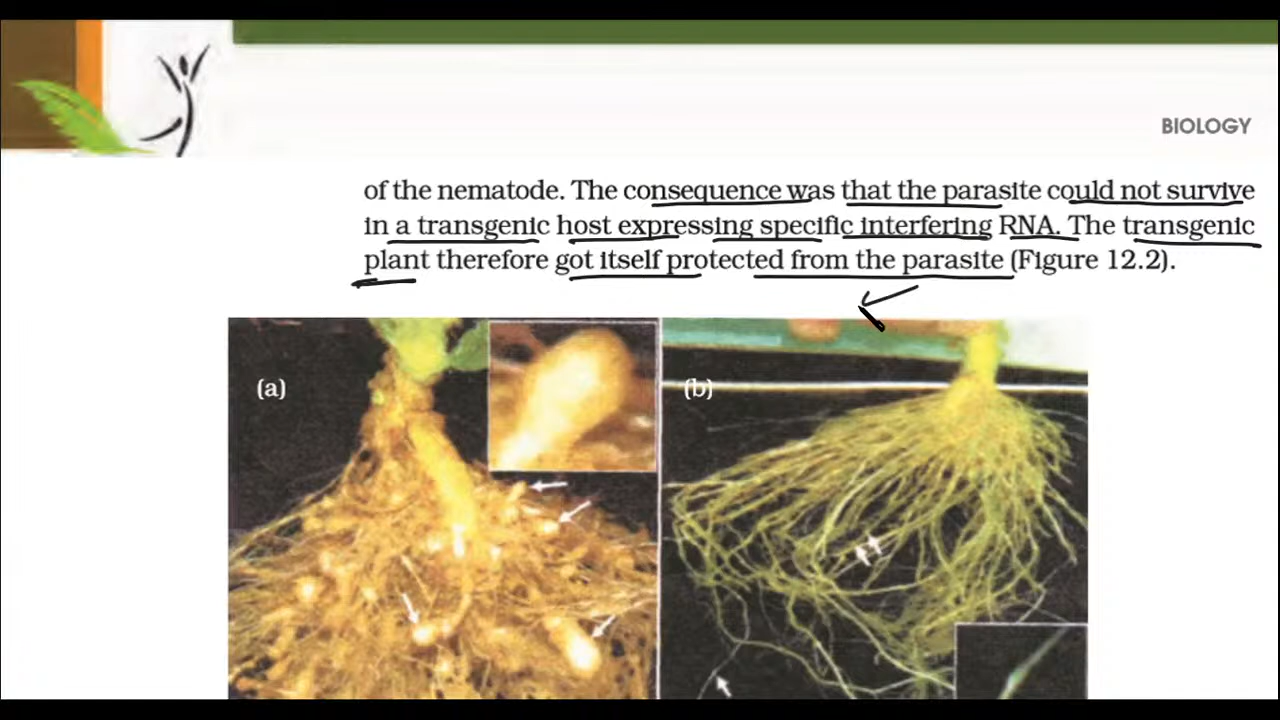 BIOLOGY
of the nematode. The consequence was that the parasite could not survive
in a transgenic host expressing specific interfering RNA. The transgenic
plant therefore got itself protected from the parasite (Figure 12.2).
(a)
(b)